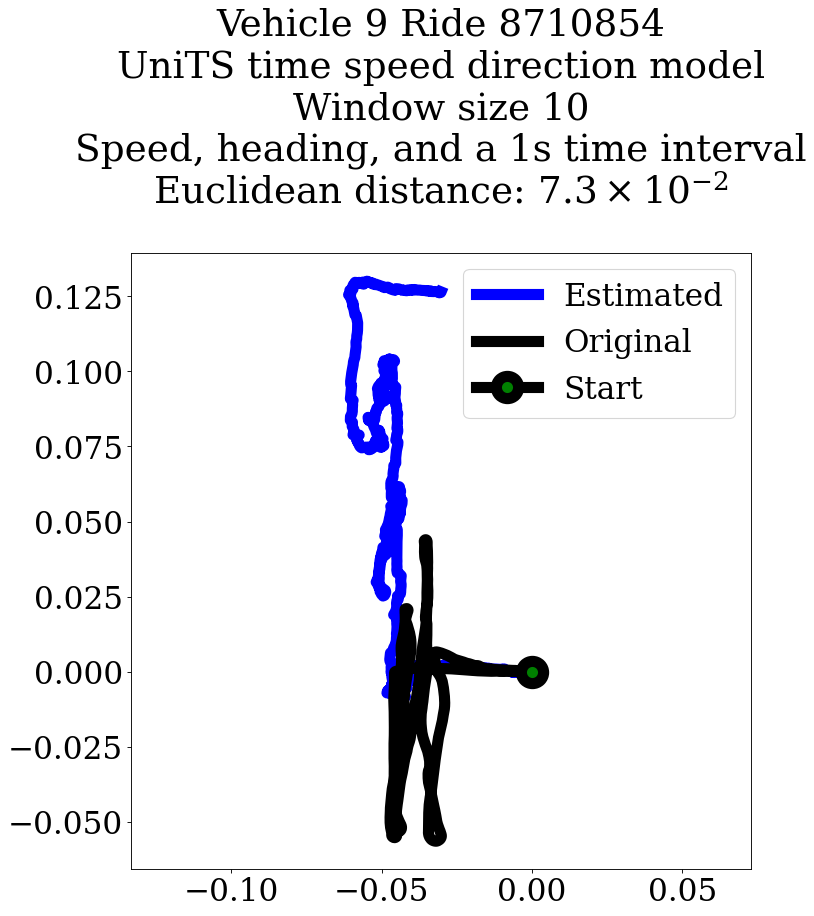 Vehicle 9 Ride 8710854
UniTS time speed direction model
Window size 10
Speed, heading, and a 1s time interval
Euclidean distance: 7.3 × 10⁻²
Estimated
Original
Start
0.125
0.100
0.075
0.050
0.025
0.000
−0.025
−0.050
−0.10 −0.05 0.00 0.05